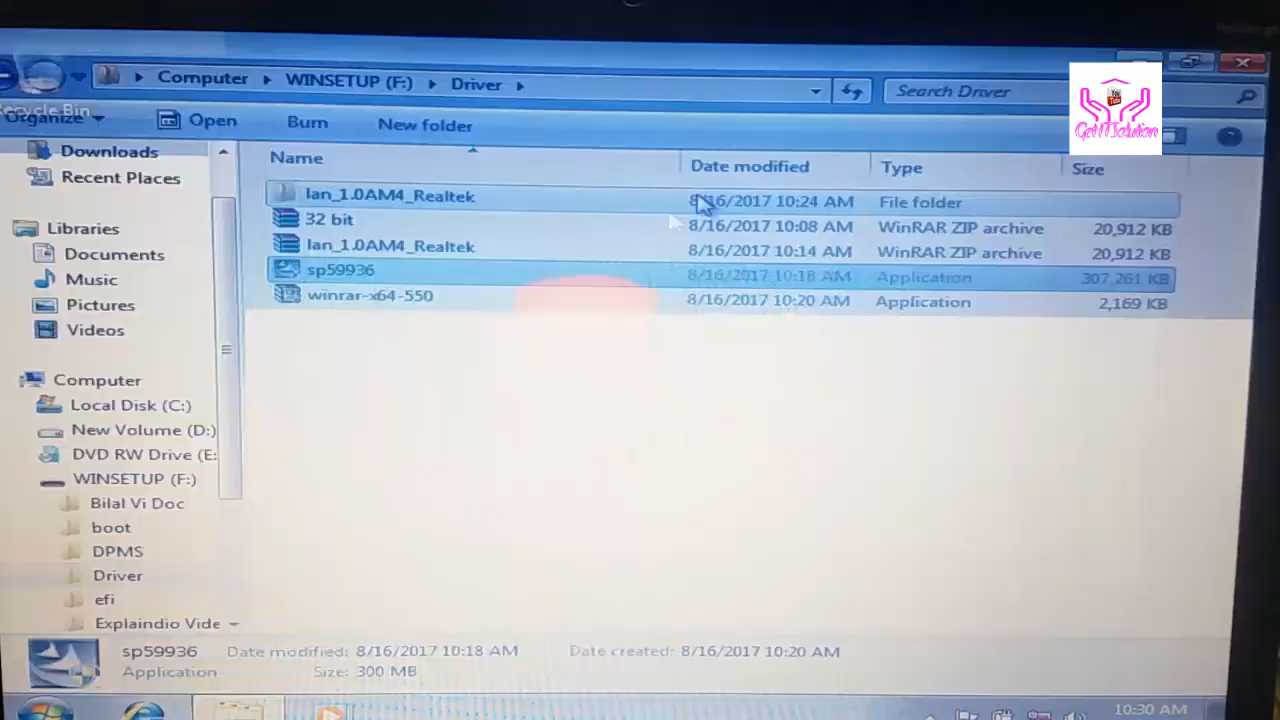 Computer WINSETUP (F:) Driver Search Driver
Recycle Bin
Organize Open Burn New folder
You Tube
Get IT Solution
Name Date modified Type Size
lan_1.0AM4_Realtek 8/16/2017 10:24 AM File folder
32 bit 8/16/2017 10:08 AM WinRAR ZIP archive 20,912 KB
lan_1.0AM4_Realtek 8/16/2017 10:14 AM WinRAR ZIP archive 20,912 KB
sp59936 8/16/2017 10:18 AM Application 307,261 KB
winrar-x64-550 8/16/2017 10:20 AM Application 2,169 KB
Downloads
Recent Places
Libraries
Documents
Music
Pictures
Videos
Computer
Local Disk (C:)
New Volume (D:)
DVD RW Drive (E:
WINSETUP (F:)
Bilal Vi Doc
boot
DPMS
Driver
efi
Explaindio Vide
sp59936 Date modified: 8/16/2017 10:18 AM Date created: 8/16/2017 10:20 AM
Application Size: 300 MB
10:30 AM